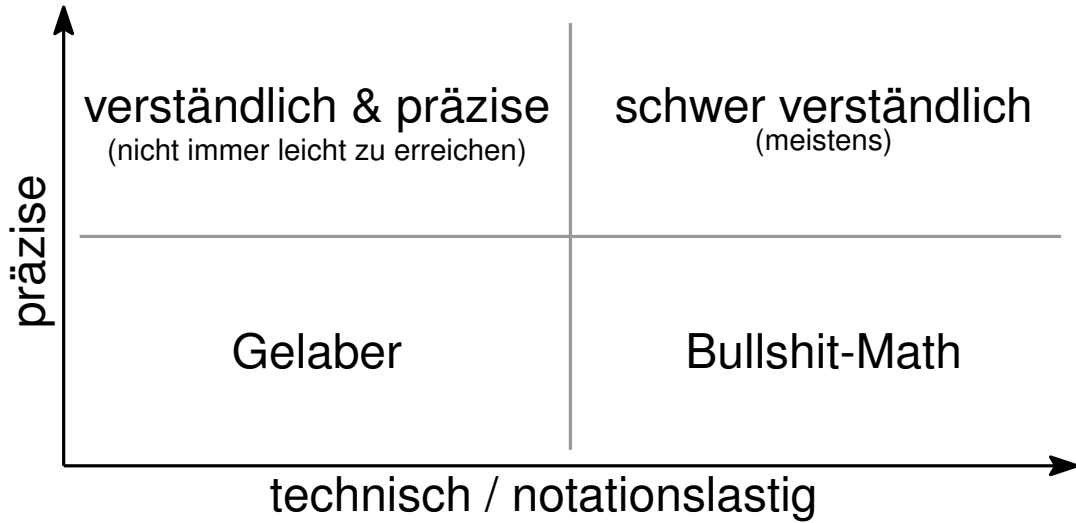 verständlich & präzise
(nicht immer leicht zu erreichen)
schwer verständlich
(meistens)
präzise
Gelaber
Bullshit-Math
technisch / notationslastig